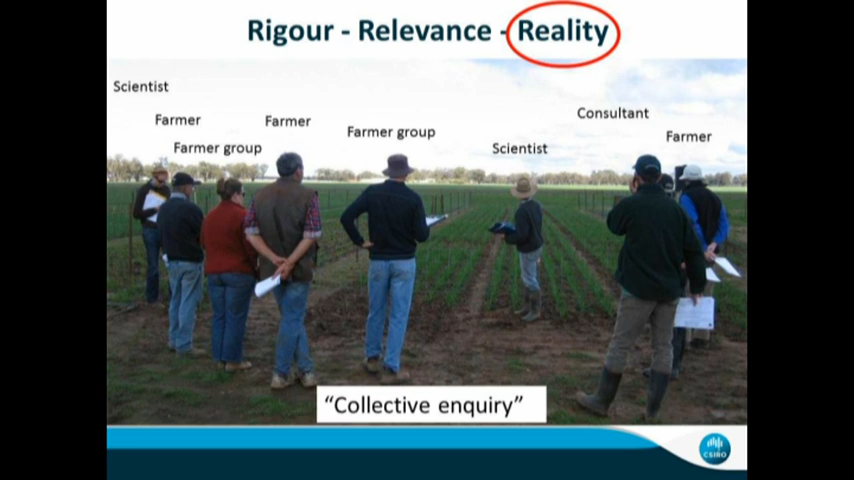 Rigour - Relevance - Reality
Scientist
Farmer
Farmer group
Farmer
Farmer group
Scientist
Consultant
Farmer
“Collective enquiry”
CSIRO